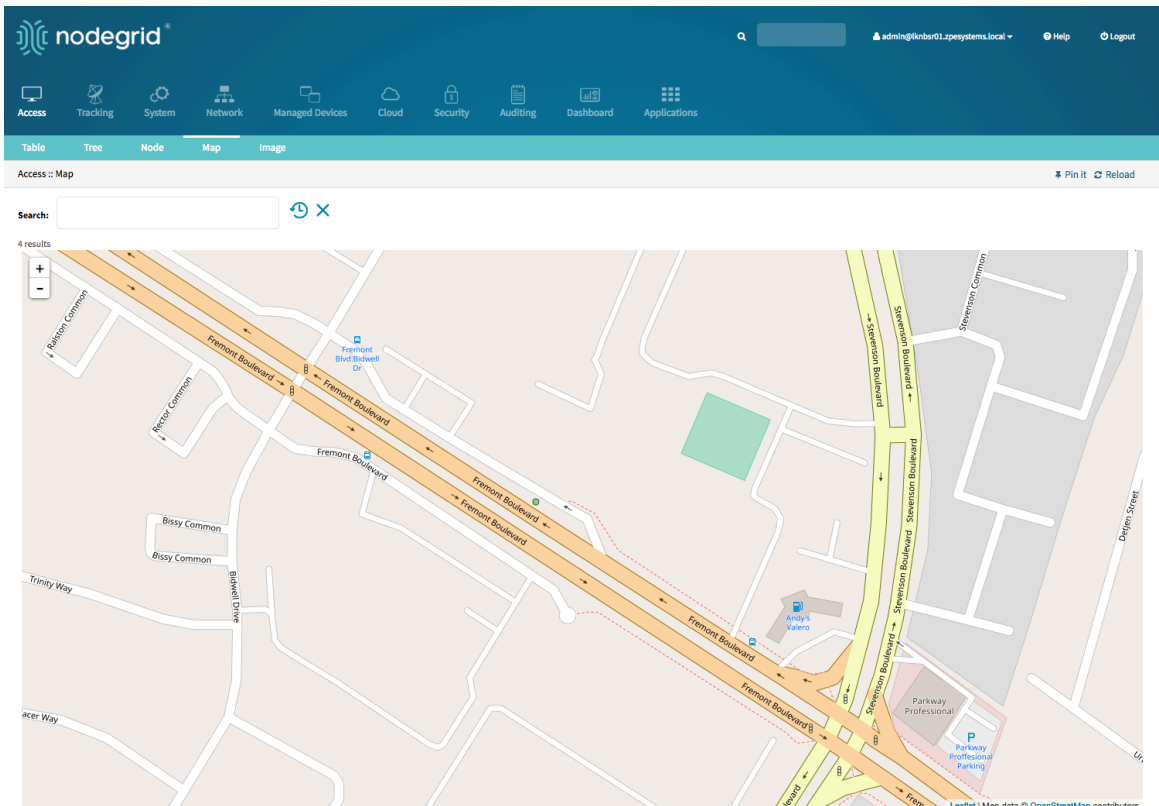 nodegrid®
admin@lknbsr01.zpesystems.local
Help
Logout
Access
Tracking
System
Network
Managed Devices
Cloud
Security
Auditing
Dashboard
Applications
Table
Tree
Node
Map
Image
Access :: Map
Pin it
Reload
Search:
4 results
+
-
Ralston Common
Rector Common
Fremont Boulevard
Fremont
Blvd:Bidwell
Dr
Fremont Boulevard
Fremont Boulevard
Fremont Boulevard
Fremont Boulevard
Stevenson Boulevard
Stevenson Boulevard
Stevenson Common
Stevenson Boulevard
Detjen Street
Bissy Common
Bissy Common
Trinity Way
Bidwell Drive
Stevenson Boulevard
Andy's
Valero
Fremont Boulevard
Stevenson Boulevard
Fremont Boulevard
Parkway
Professional
P
Parkway
Proffesional
Parking
acer Way
Ur.
evard
Frem
Leaflet | Map data © OpenStreetMap contributors